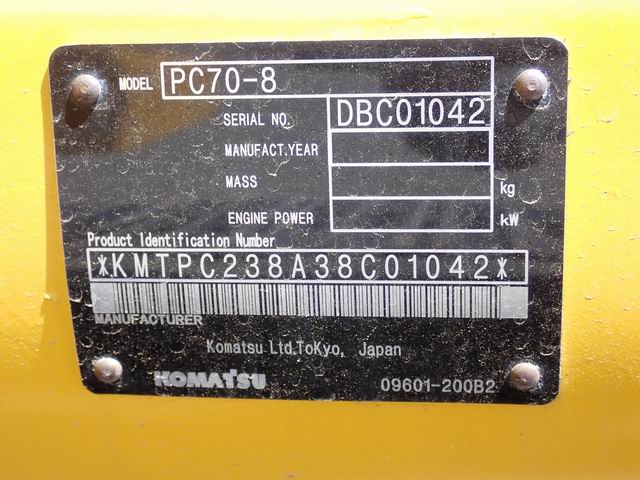 MODEL PC70-8
SERIAL NO. DBC01042
MANUFACT.YEAR
MASS kg
ENGINE POWER kW
Product Identification Number
*KMTPC238A38C01042*
MANUFACTURER
Komatsu Ltd.ToKyo, Japan
KOMATSU 09601-200B2